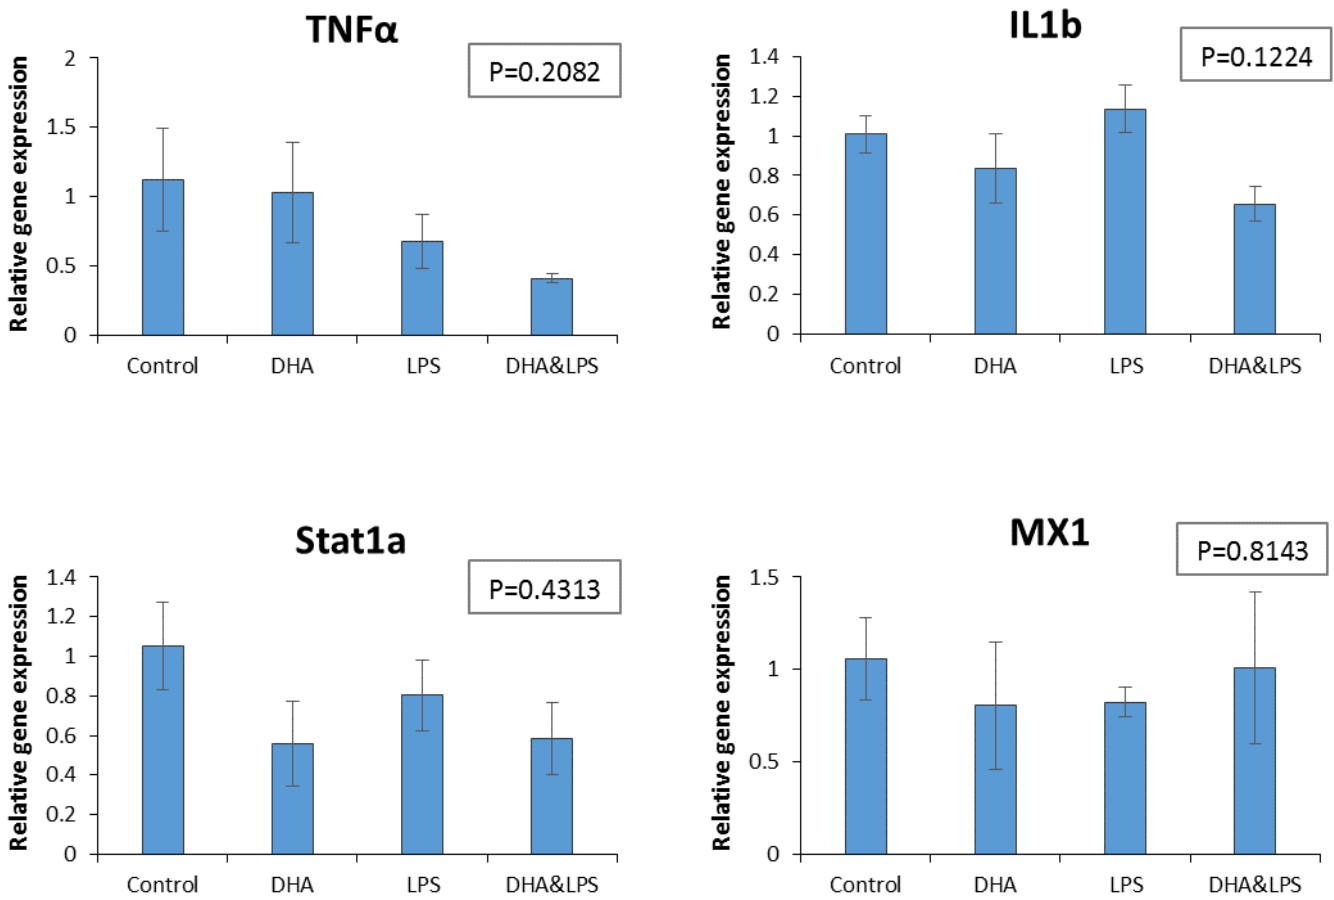 TNFα
P=0.2082
Relative gene expression
2
1.5
1
0.5
0
Control DHA LPS DHA&LPS
IL1b
P=0.1224
Relative gene expression
1.4
1.2
1
0.8
0.6
0.4
0.2
0
Control DHA LPS DHA&LPS
Stat1a
P=0.4313
Relative gene expression
1.4
1.2
1
0.8
0.6
0.4
0.2
0
Control DHA LPS DHA&LPS
MX1
P=0.8143
Relative gene expression
1.5
1
0.5
0
Control DHA LPS DHA&LPS